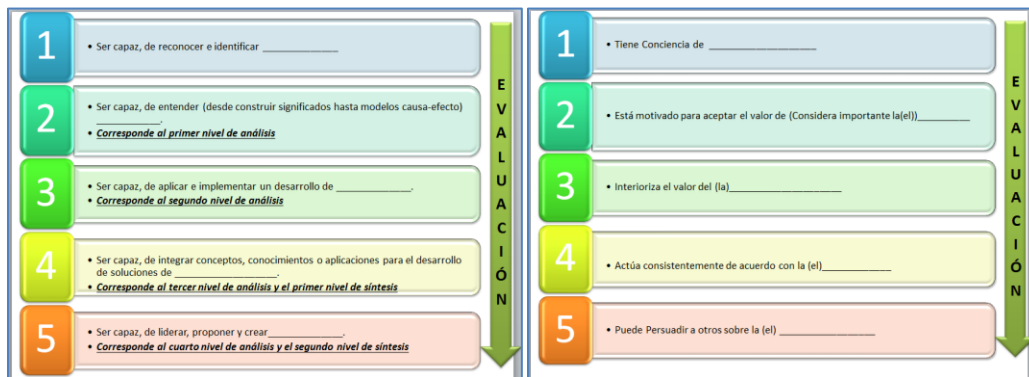 1
• Ser capaz, de reconocer e identificar _______________
2
• Ser capaz, de entender (desde construir significados hasta modelos causa-efecto)
____________.
• Corresponde al primer nivel de análisis
3
• Ser capaz, de aplicar e implementar un desarrollo de ______________.
• Corresponde al segundo nivel de análisis
4
• Ser capaz, de integrar conceptos, conocimientos o aplicaciones para el desarrollo
de soluciones de ___________________.
• Corresponde al tercer nivel de análisis y el primer nivel de síntesis
5
• Ser capaz, de liderar, proponer y crear______________.
• Corresponde al cuarto nivel de análisis y el segundo nivel de síntesis
EVALUACIÓN
1
• Tiene Conciencia de ____________________
2
• Está motivado para aceptar el valor de (Considera importante la(el))__________
3
• Interioriza el valor del (la)_____________________
4
• Actúa consistentemente de acuerdo con la (el)_____________
5
• Puede Persuadir a otros sobre la (el) __________________
EVALUACIÓN